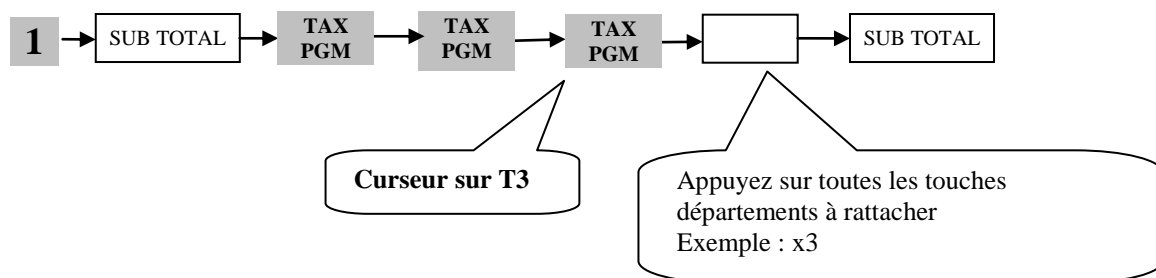 1
SUB TOTAL
TAX
PGM
TAX
PGM
TAX
PGM
SUB TOTAL
Curseur sur T3
Appuyez sur toutes les touches
départements à rattacher
Exemple : x3